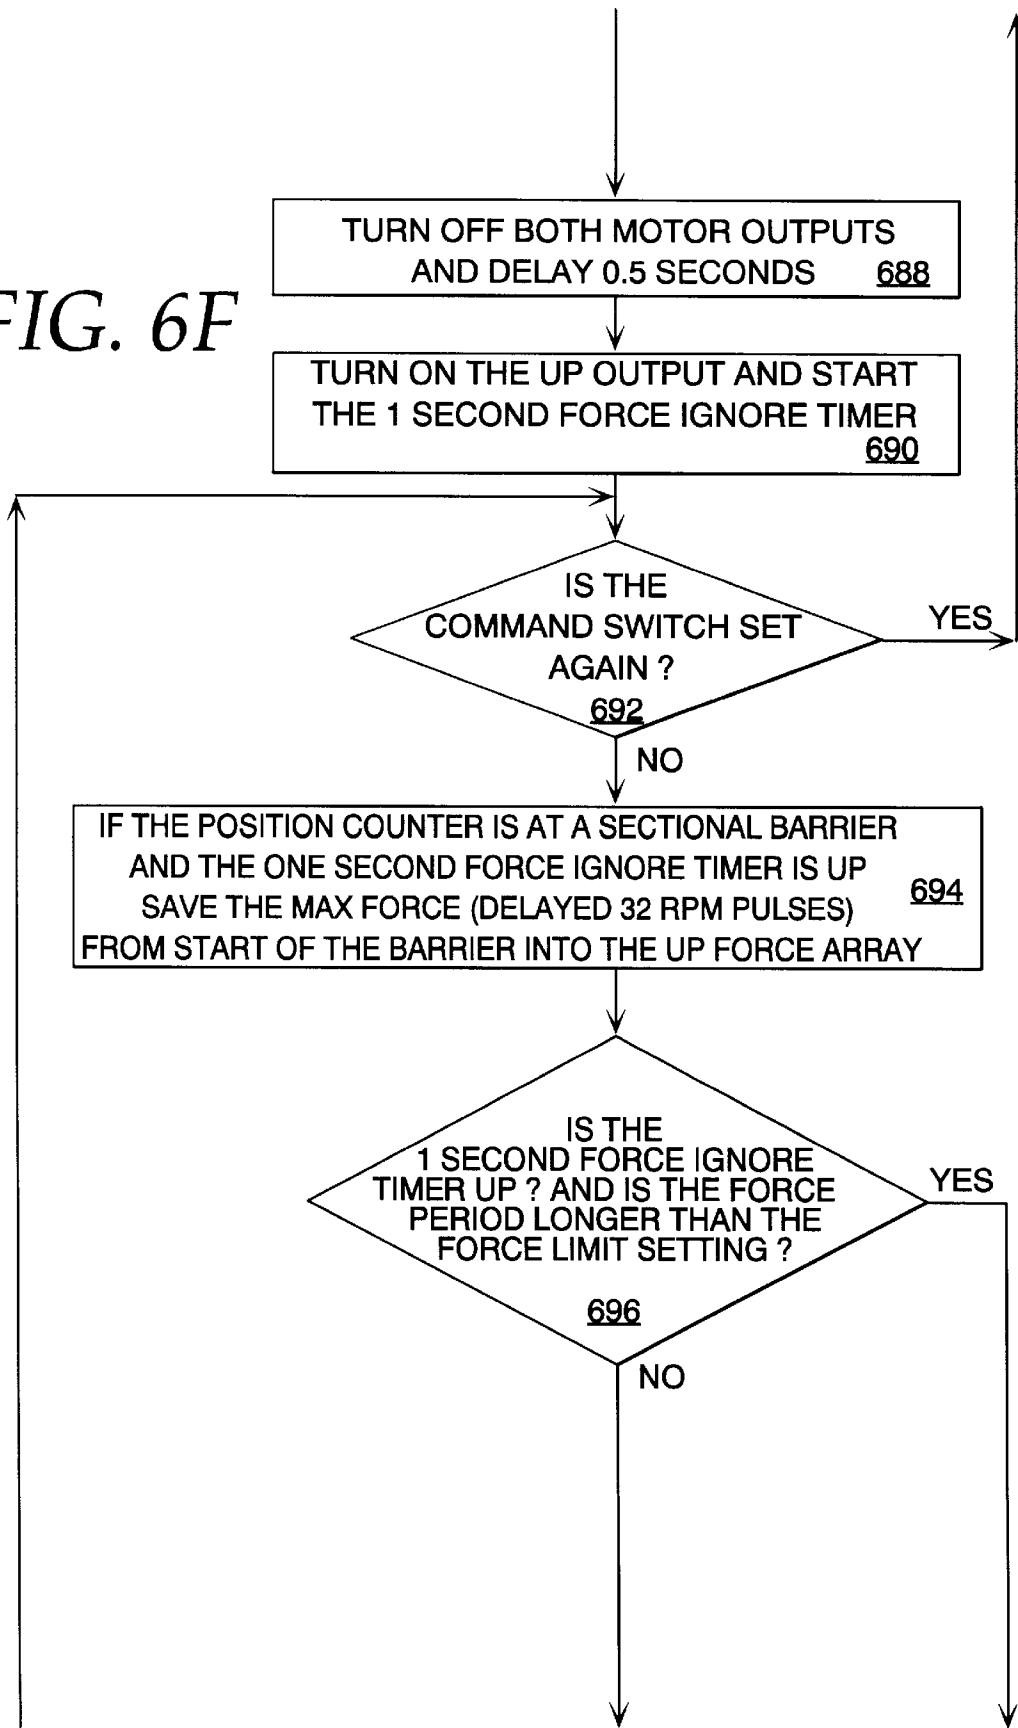 TURN OFF BOTH MOTOR OUTPUTS
AND DELAY 0.5 SECONDS 688
FIG. 6F
TURN ON THE UP OUTPUT AND START
THE 1 SECOND FORCE IGNORE TIMER
690
IS THE
COMMAND SWITCH SET
AGAIN ?
692
YES
NO
IF THE POSITION COUNTER IS AT A SECTIONAL BARRIER
AND THE ONE SECOND FORCE IGNORE TIMER IS UP
SAVE THE MAX FORCE (DELAYED 32 RPM PULSES)
FROM START OF THE BARRIER INTO THE UP FORCE ARRAY
694
IS THE
1 SECOND FORCE IGNORE
TIMER UP ? AND IS THE FORCE
PERIOD LONGER THAN THE
FORCE LIMIT SETTING ?
696
YES
NO